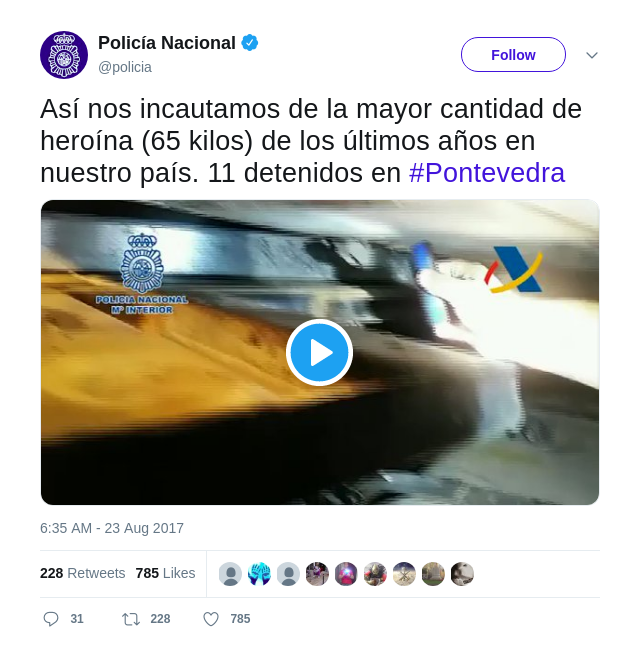 Policía Nacional
@policia
Follow
Así nos incautamos de la mayor cantidad de
heroína (65 kilos) de los últimos años en
nuestro país. 11 detenidos en #Pontevedra
POLICIA NACIONAL
Mº INTERIOR
6:35 AM - 23 Aug 2017
228 Retweets 785 Likes
31 228 785